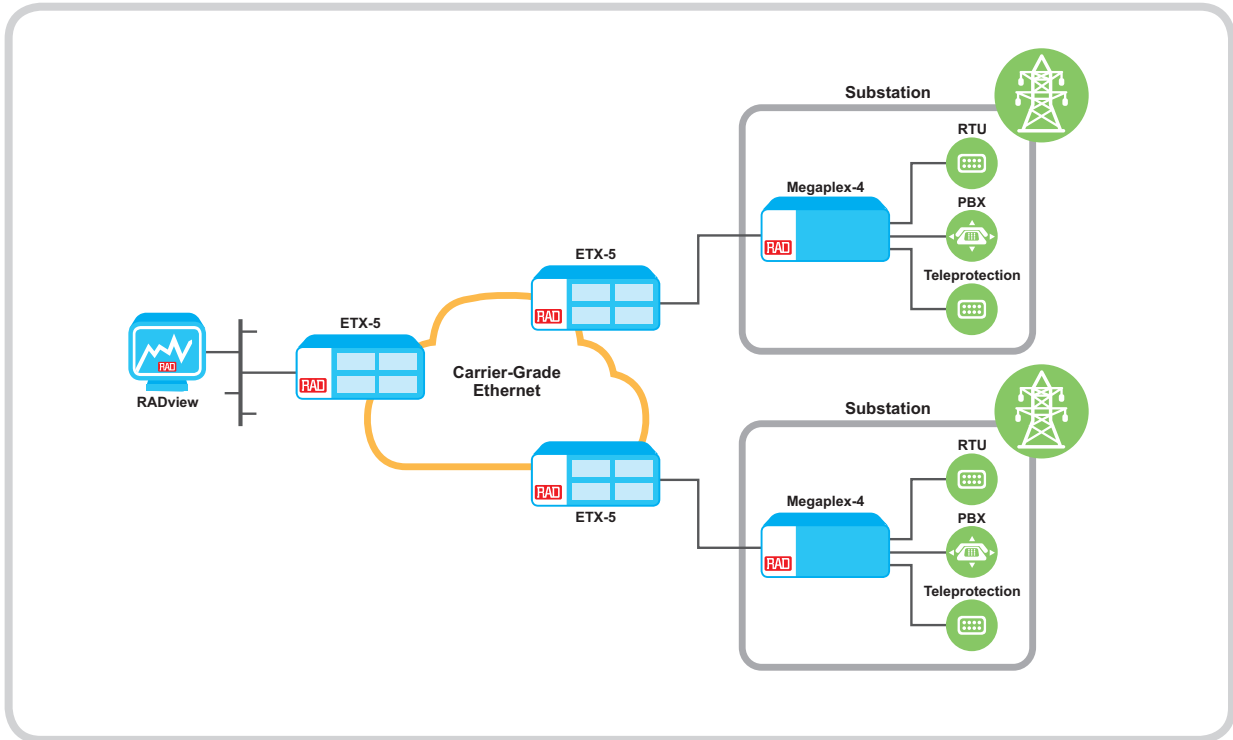 Substation
RTU
Megaplex-4
RAD
PBX
Teleprotection
ETX-5
RAD
ETX-5
RAD
RAD
RADview
Carrier-Grade
Ethernet
RAD
ETX-5
Substation
RTU
Megaplex-4
RAD
PBX
Teleprotection